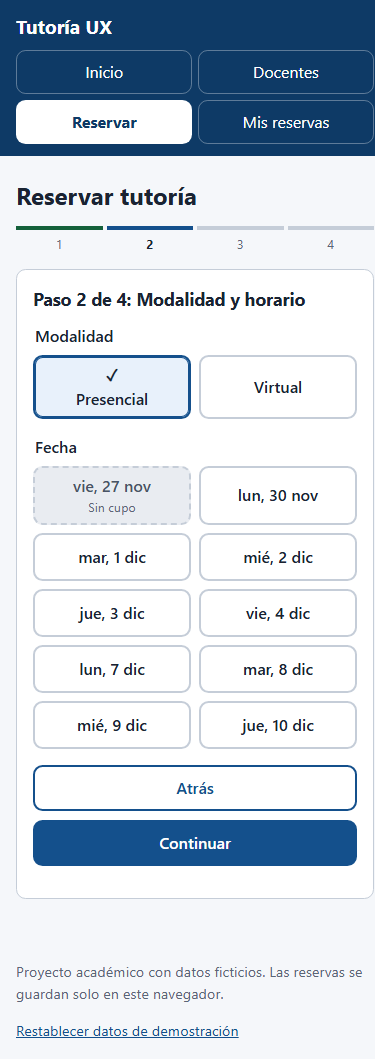 Tutoría UX
Inicio
Docentes
Reservar
Mis reservas
Reservar tutoría
1
2
3
4
Paso 2 de 4: Modalidad y horario
Modalidad
✓
Presencial
Virtual
Fecha
vie, 27 nov
Sin cupo
lun, 30 nov
mar, 1 dic
mié, 2 dic
jue, 3 dic
vie, 4 dic
lun, 7 dic
mar, 8 dic
mié, 9 dic
jue, 10 dic
Atrás
Continuar
Proyecto académico con datos ficticios. Las reservas se
guardan solo en este navegador.
Restablecer datos de demostración